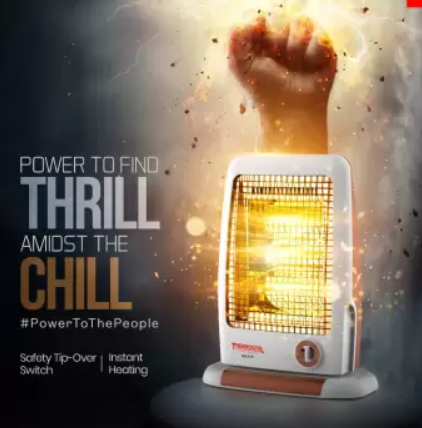 POWER TO FIND
THRILL
AMIDST THE
CHILL
#PowerToThePeople
Safety Tip-Over Switch | Instant Heating